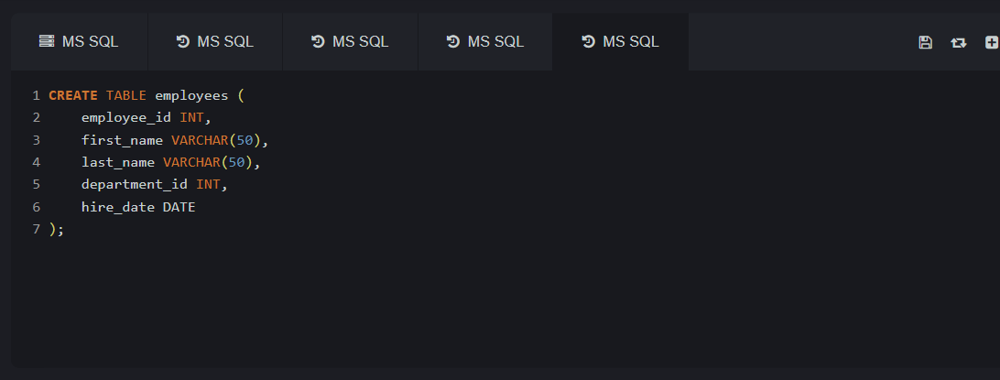 MS SQL MS SQL MS SQL MS SQL MS SQL
1 CREATE TABLE employees (
2     employee_id INT,
3     first_name VARCHAR(50),
4     last_name VARCHAR(50),
5     department_id INT,
6     hire_date DATE
7 );